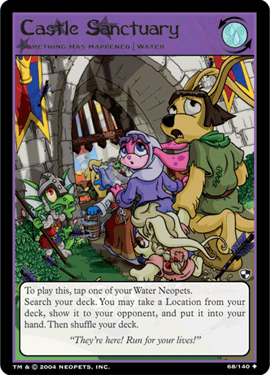 Castle Sanctuary
Something Has Happened | Water
To play this, tap one of your Water Neopets.
Search your deck. You may take a Location from your
deck, show it to your opponent, and put it into your
hand. Then shuffle your deck.
“They’re here! Run for your lives!”
TM & © 2004 NEOPETS, INC.
68/140 ♦